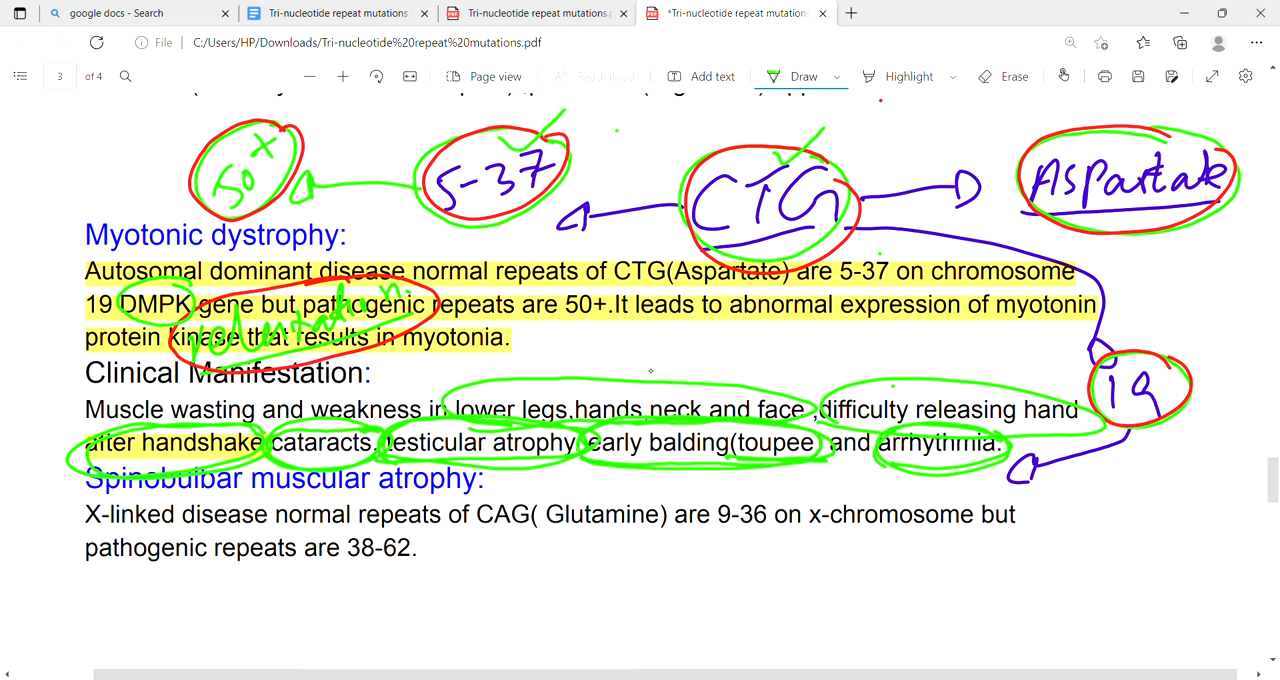 google docs - Search
Tri-nucleotide repeat mutations
Tri-nucleotide repeat mutations.
*Tri-nucleotide repeat mutations
File
C:/Users/HP/Downloads/Tri-nucleotide%20repeat%20mutations.pdf
3 of 4
Page view
Read aloud
Add text
Draw
Highlight
Erase
50+
5-37
CTG
Aspartate
Myotonic dystrophy:
Autosomal dominant disease normal repeats of CTG(Aspartate) are 5-37 on chromosome
19 DMPK gene but pathogenic repeats are 50+.It leads to abnormal expression of myotonin
protein kinase that results in myotonia.
relaxation.
19
Clinical Manifestation:
Muscle wasting and weakness in lower legs,hands,neck and face ,difficulty releasing hand
after handshake cataracts, testicular atrophy, early balding(toupee and arrhythmia.
Spinobulbar muscular atrophy:
X-linked disease normal repeats of CAG( Glutamine) are 9-36 on x-chromosome but
pathogenic repeats are 38-62.